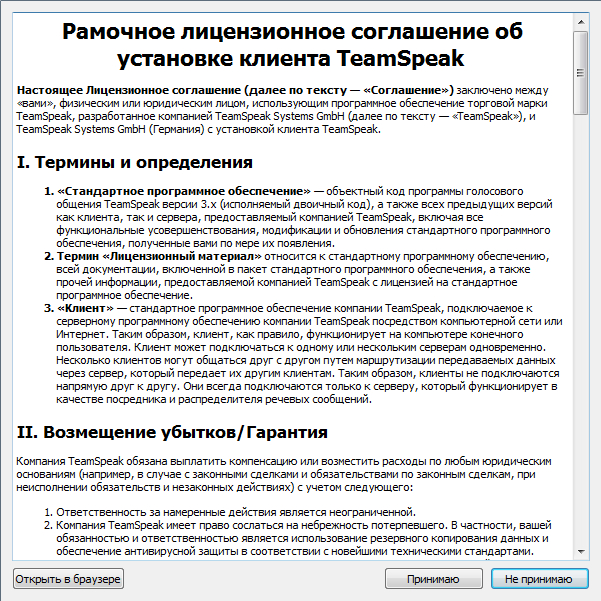 Рамочное лицензионное соглашение об
установке клиента TeamSpeak
Настоящее Лицензионное соглашение (далее по тексту — «Соглашение») заключено между
«вами», физическим или юридическим лицом, использующим программное обеспечение торговой марки
TeamSpeak, разработанное компанией TeamSpeak Systems GmbH (далее по тексту — «TeamSpeak»), и
TeamSpeak Systems GmbH (Германия) с установкой клиента TeamSpeak.
I. Термины и определения
1. «Стандартное программное обеспечение» — объектный код программы голосового
общения TeamSpeak версии 3.x (исполняемый двоичный код), а также всех предыдущих версий
как клиента, так и сервера, предоставляемый компанией TeamSpeak, включая все
функциональные усовершенствования, модификации и обновления стандартного программного
обеспечения, полученные вами по мере их появления.
2. Термин «Лицензионный материал» относится к стандартному программному обеспечению,
всей документации, включенной в пакет стандартного программного обеспечения, а также
прочей информации, предоставляемой компанией TeamSpeak с лицензией на стандартное
программное обеспечение.
3. «Клиент» — стандартное программное обеспечение компании TeamSpeak, подключаемое к
серверному программному обеспечению компании TeamSpeak посредством компьютерной сети или
Интернет. Таким образом, клиент, как правило, функционирует на компьютере конечного
пользователя. Клиент может подключаться к одному или нескольким серверам одновременно.
Несколько клиентов могут общаться друг с другом путем маршрутизации передаваемых данных
через сервер, который передает их другим клиентам. Таким образом, клиенты не подключаются
напрямую друг к другу. Они всегда подключаются только к серверу, который функционирует в
качестве посредника и распределителя речевых сообщений.
II. Возмещение убытков/Гарантия
Компания TeamSpeak обязана выплатить компенсацию или возместить расходы по любым юридическим
основаниям (например, в случае с законными сделками и обязательствами по законным сделкам, при
неисполнении обязательств и незаконных действиях) с учетом следующего:
1. Ответственность за намеренные действия является неограниченной.
2. Компания TeamSpeak имеет право сослаться на небрежность потерпевшего. В частности, вашей
обязанностью и ответственностью является использование резервного копирования данных и
обеспечение антивирусной защиты в соответствии с новейшими техническими стандартами.
Открыть в браузере
Принимаю
Не принимаю